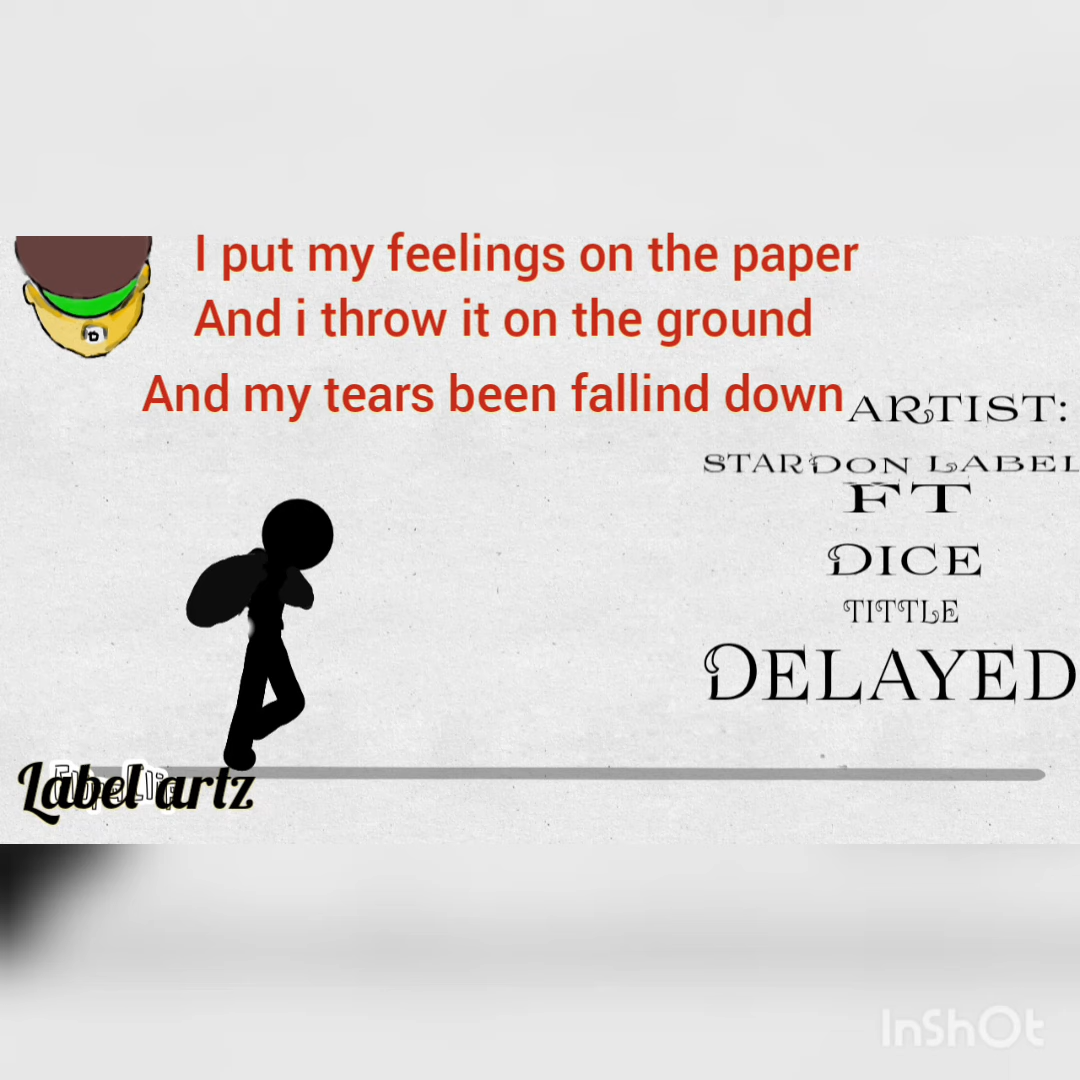 I put my feelings on the paper
And i throw it on the ground
And my tears been fallind down
ARTIST:
STARDON LABEL
FT
DICE
TITTLE
DELAYED
Label artz
InShOt